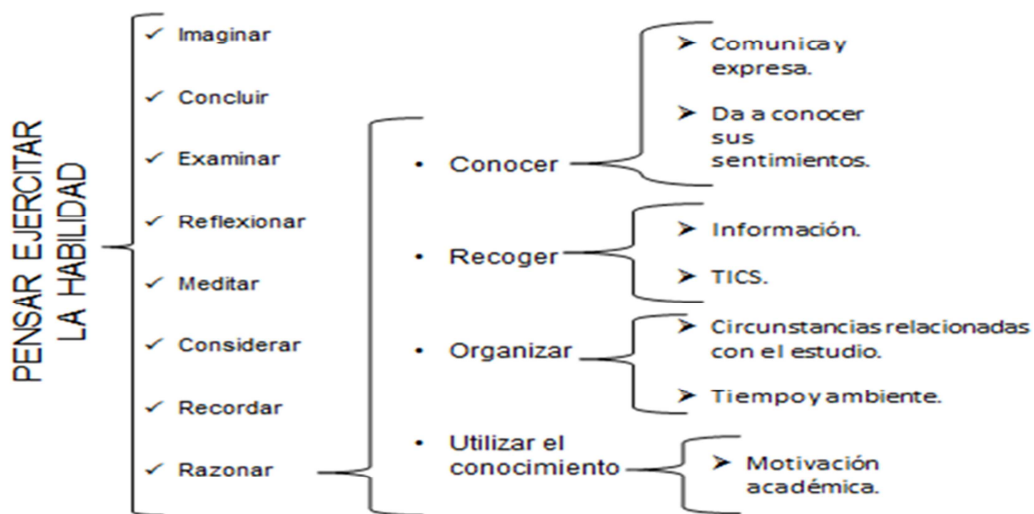 PENSAR EJERCITAR
LA HABILIDAD
Imaginar
Concluir
Examinar
Reflexionar
Meditar
Considerar
Recordar
Razonar
Conocer
Comunica y
expresa.
Da a conocer
sus
sentimientos.
Recoger
Información.
TICS.
Organizar
Circunstancias relacionadas
con el estudio.
Tiempo y ambiente.
Utilizar el
conocimiento
Motivación
académica.